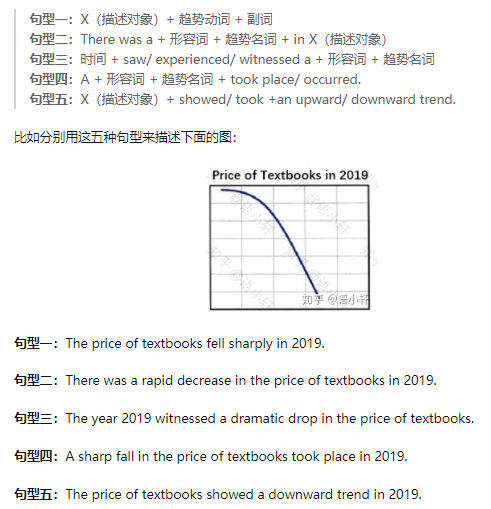 句型一：X（描述对象）+ 趋势动词 + 副词
句型二：There was a + 形容词 + 趋势名词 + in X（描述对象）
句型三：时间 + saw/ experienced/ witnessed a + 形容词 + 趋势名词
句型四：A + 形容词 + 趋势名词 + took place/ occurred.
句型五：X（描述对象）+ showed/ took +an upward/ downward trend.
比如分别用这五种句型来描述下面的图：
Price of Textbooks in 2019
知乎 @语小轩
句型一：The price of textbooks fell sharply in 2019.
句型二：There was a rapid decrease in the price of textbooks in 2019.
句型三：The year 2019 witnessed a dramatic drop in the price of textbooks.
句型四：A sharp fall in the price of textbooks took place in 2019.
句型五：The price of textbooks showed a downward trend in 2019.